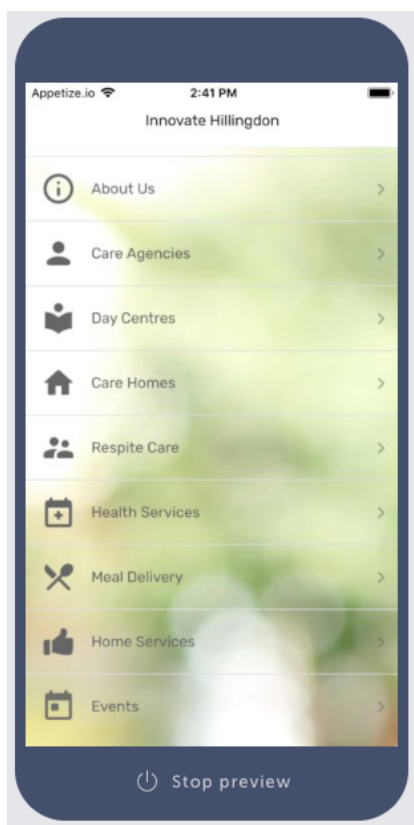 Appetize.io 2:41 PM
Innovate Hillingdon
About Us
Care Agencies
Day Centres
Care Homes
Respite Care
Health Services
Meal Delivery
Home Services
Events
Stop preview